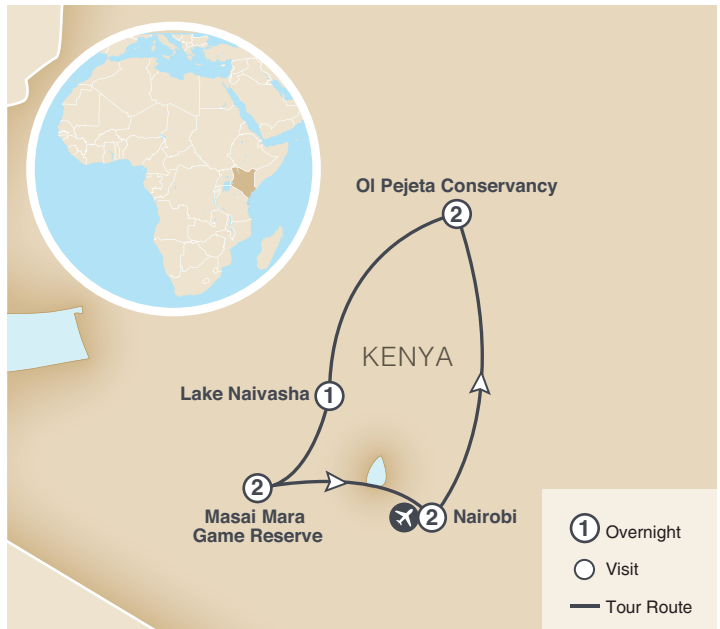 Ol Pejeta Conservancy
2
KENYA
Lake Naivasha
1
2
Masai Mara
Game Reserve
2
Nairobi
1
Overnight
Visit
Tour Route